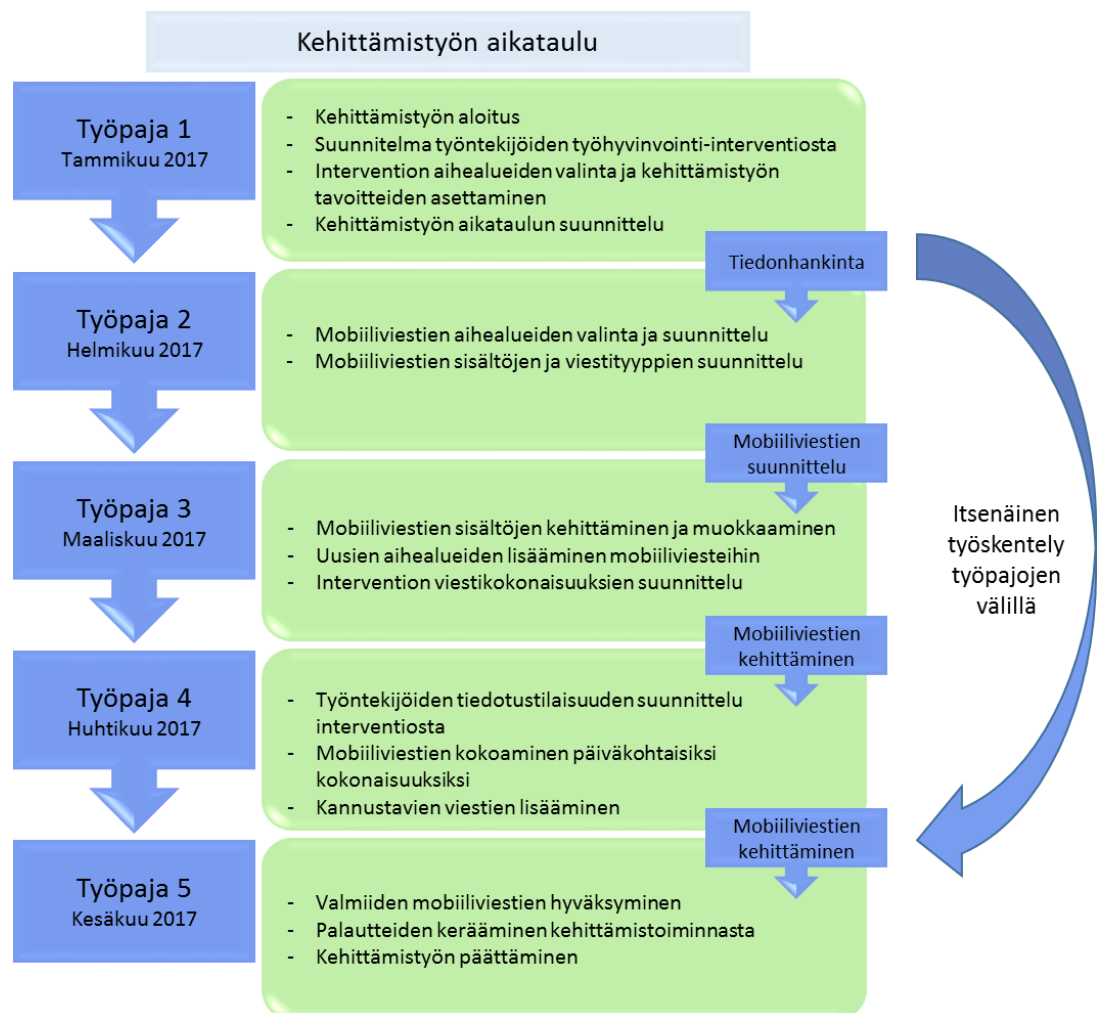 Kehittämistyön aikataulu
Työpaja 1
Tammikuu 2017
- Kehittämistyön aloitus
- Suunnitelma työntekijöiden työhyvinvointi-interventiosta
- Intervention aihealueiden valinta ja kehittämistyön
tavoitteiden asettaminen
- Kehittämistyön aikataulun suunnittelu
Tiedonhankinta
Työpaja 2
Helmikuu 2017
- Mobiiliviestien aihealueiden valinta ja suunnittelu
- Mobiiliviestien sisältöjen ja viestityyppien suunnittelu
Mobiiliviestien
suunnittelu
Työpaja 3
Maaliskuu 2017
- Mobiiliviestien sisältöjen kehittäminen ja muokkaaminen
- Uusien aihealueiden lisääminen mobiiliviesteihin
- Intervention viestikokonaisuuksien suunnittelu
Mobiiliviestien
kehittäminen
Työpaja 4
Huhtikuu 2017
- Työntekijöiden tiedotustilaisuuden suunnittelu
interventiosta
- Mobiiliviestien kokoaminen päiväkohtaisiksi
kokonaisuuksiksi
- Kannustavien viestien lisääminen
Mobiiliviestien
kehittäminen
Työpaja 5
Kesäkuu 2017
- Valmiiden mobiiliviestien hyväksyminen
- Palautteiden kerääminen kehittämistoiminnasta
- Kehittämistyön päättäminen
Itsenäinen
työskentely
työpajojen
välillä